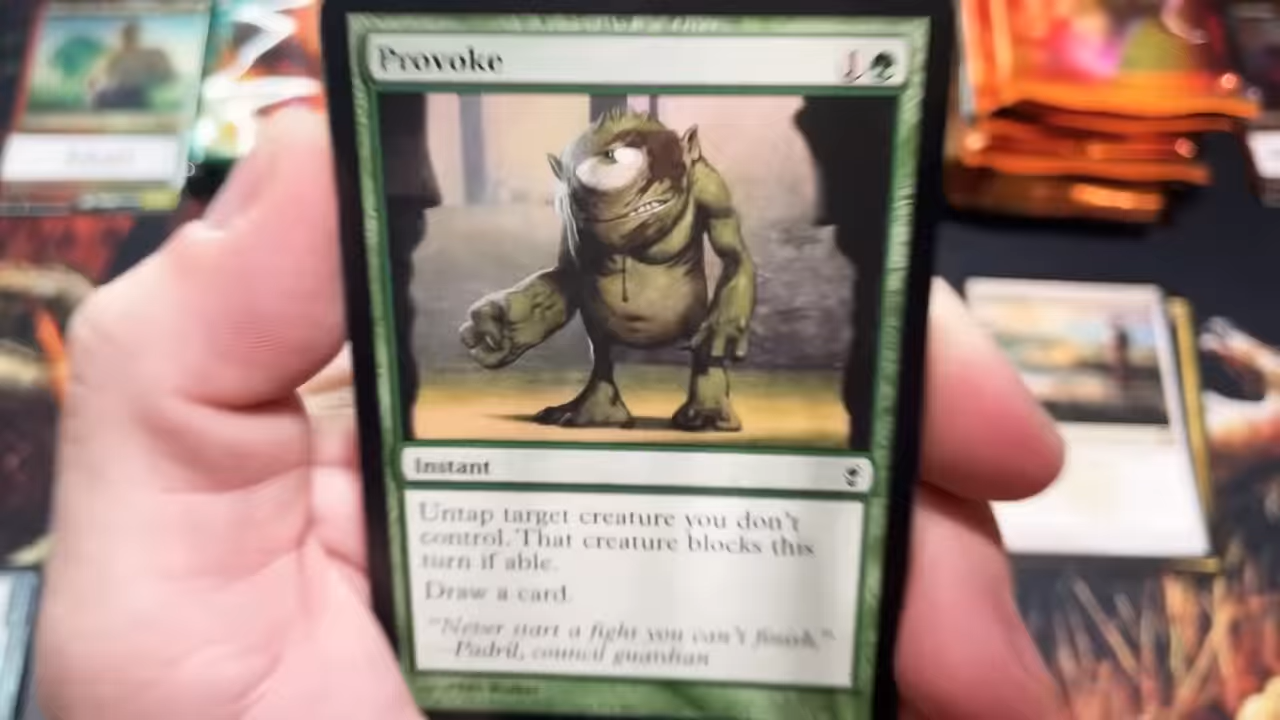 Provoke 1
Instant
Untap target creature you don't
control. That creature blocks this
turn if able.
Draw a card.
"Never start a fight you can't finish."
Padril, council guardian